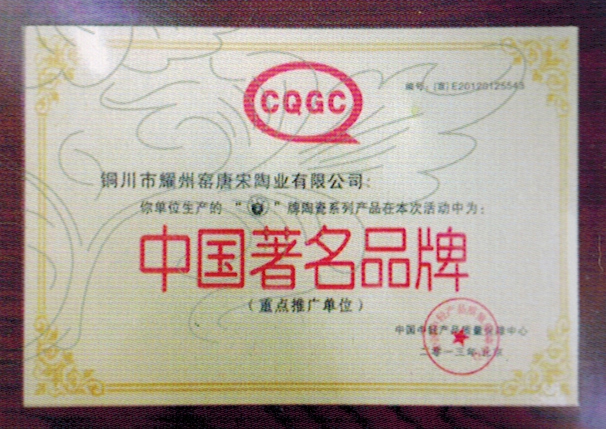 CQGC
编号:(京)E20120125543
铜川市耀州窑唐宋陶业有限公司:
你单位生产的 “ ” 牌陶瓷系列产品在本次活动中为:
中国著名品牌
(重点推广单位)
中国中轻产品质量保障中心
二零一三年·北京